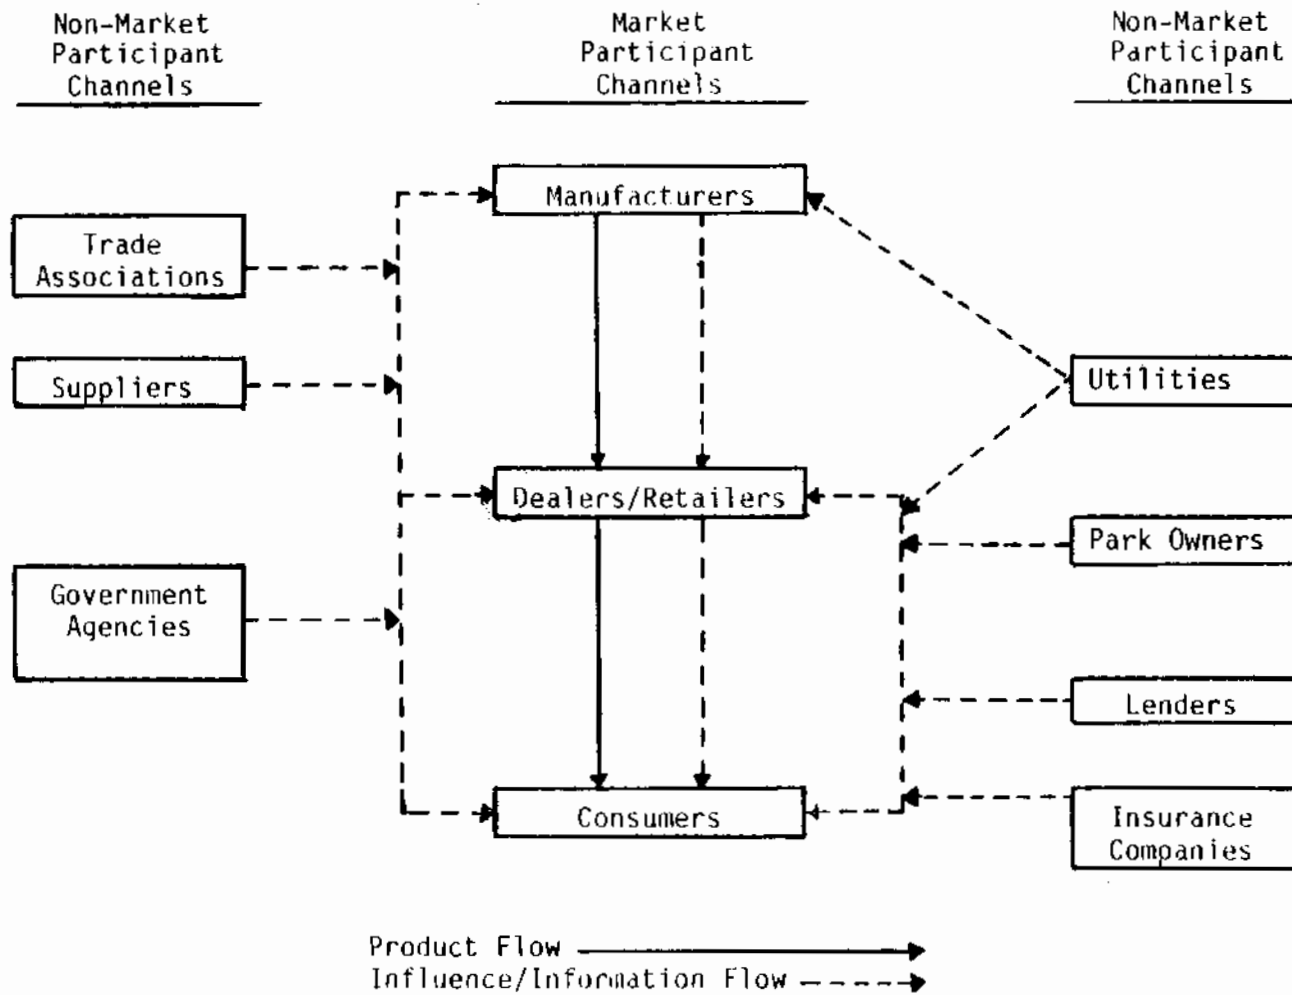 Non-Market
Participant
Channels
Market
Participant
Channels
Non-Market
Participant
Channels
Manufacturers
Trade
Associations
Suppliers
Utilities
Dealers/Retailers
Park Owners
Government
Agencies
Lenders
Consumers
Insurance
Companies
Product Flow
Influence/Information Flow